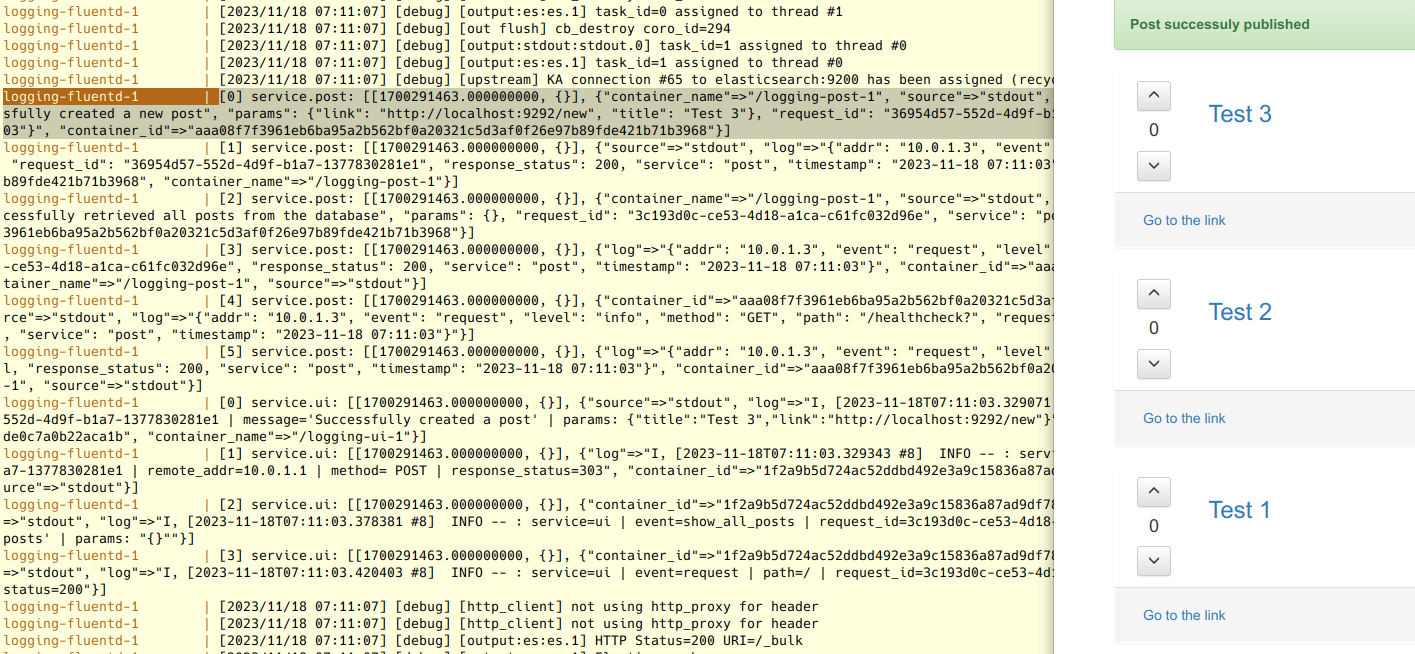 logging-fluentd-1 | [2023/11/18 07:11:07] [debug] [output:es:es.1] task_id=0 assigned to thread #1
logging-fluentd-1 | [2023/11/18 07:11:07] [debug] [out flush] cb_destroy coro_id=294
logging-fluentd-1 | [2023/11/18 07:11:07] [debug] [output:stdout:stdout.0] task_id=1 assigned to thread #0
logging-fluentd-1 | [2023/11/18 07:11:07] [debug] [output:es:es.1] task_id=1 assigned to thread #0
logging-fluentd-1 | [2023/11/18 07:11:07] [debug] [upstream] KA connection #65 to elasticsearch:9200 has been assigned (recyc
logging-fluentd-1 | [0] service.post: [[1700291463.000000000, {}], {"container_name"=>"/logging-post-1", "source"=>"stdout",
sfully created a new post", "params": {"link": "http://localhost:9292/new", "title": "Test 3"}, "request_id": "36954d57-552d-4d9f-b1
03"}", "container_id"=>"aaa08f7f3961eb6ba95a2b562bf0a20321c5d3af0f26e97b89fde421b71b3968"}]
logging-fluentd-1 | [1] service.post: [[1700291463.000000000, {}], {"source"=>"stdout", "log"=>"{"addr": "10.0.1.3", "event"
"request_id": "36954d57-552d-4d9f-b1a7-1377830281e1", "response_status": 200, "service": "post", "timestamp": "2023-11-18 07:11:03"
b89fde421b71b3968", "container_name"=>"/logging-post-1"}]
logging-fluentd-1 | [2] service.post: [[1700291463.000000000, {}], {"container_name"=>"/logging-post-1", "source"=>"stdout",
cessfully retrieved all posts from the database", "params": {}, "request_id": "3c193d0c-ce53-4d18-a1ca-c61fc032d96e", "service": "po
3961eb6ba95a2b562bf0a20321c5d3af0f26e97b89fde421b71b3968"}]
logging-fluentd-1 | [3] service.post: [[1700291463.000000000, {}], {"log"=>"{"addr": "10.0.1.3", "event": "request", "level"
-ce53-4d18-a1ca-c61fc032d96e", "response_status": 200, "service": "post", "timestamp": "2023-11-18 07:11:03"}", "container_id"=>"aaa
tainer_name"=>"/logging-post-1", "source"=>"stdout"}]
logging-fluentd-1 | [4] service.post: [[1700291463.000000000, {}], {"container_id"=>"aaa08f7f3961eb6ba95a2b562bf0a20321c5d3af
rce"=>"stdout", "log"=>"{"addr": "10.0.1.3", "event": "request", "level": "info", "method": "GET", "path": "/healthcheck?", "reques
, "service": "post", "timestamp": "2023-11-18 07:11:03"}"}]
logging-fluentd-1 | [5] service.post: [[1700291463.000000000, {}], {"log"=>"{"addr": "10.0.1.3", "event": "request", "level"
l, "response_status": 200, "service": "post", "timestamp": "2023-11-18 07:11:03"}", "container_id"=>"aaa08f7f3961eb6ba95a2b562bf0a20
-1", "source"=>"stdout"}]
logging-fluentd-1 | [0] service.ui: [[1700291463.000000000, {}], {"source"=>"stdout", "log"=>"I, [2023-11-18T07:11:03.329071
552d-4d9f-b1a7-1377830281e1 | message='Successfully created a post' | params: {"title":"Test 3","link":"http://localhost:9292/new"}"
de0c7a0b22aca1b", "container_name"=>"/logging-ui-1"}]
logging-fluentd-1 | [1] service.ui: [[1700291463.000000000, {}], {"log"=>"I, [2023-11-18T07:11:03.329343 #8]  INFO -- : serv
a7-1377830281e1 | remote_addr=10.0.1.1 | method= POST | response_status=303", "container_id"=>"1f2a9b5d724ac52ddbd492e3a9c15836a87ad
urce"=>"stdout"}]
logging-fluentd-1 | [2] service.ui: [[1700291463.000000000, {}], {"container_id"=>"1f2a9b5d724ac52ddbd492e3a9c15836a87ad9df78
=>"stdout", "log"=>"I, [2023-11-18T07:11:03.378381 #8]  INFO -- : service=ui | event=show_all_posts | request_id=3c193d0c-ce53-4d18-
posts' | params: "{}""}]
logging-fluentd-1 | [3] service.ui: [[1700291463.000000000, {}], {"container_id"=>"1f2a9b5d724ac52ddbd492e3a9c15836a87ad9df78
=>"stdout", "log"=>"I, [2023-11-18T07:11:03.420403 #8]  INFO -- : service=ui | event=request | path=/ | request_id=3c193d0c-ce53-4d1
status=200"}]
logging-fluentd-1 | [2023/11/18 07:11:07] [debug] [http_client] not using http_proxy for header
logging-fluentd-1 | [2023/11/18 07:11:07] [debug] [http_client] not using http_proxy for header
logging-fluentd-1 | [2023/11/18 07:11:07] [debug] [output:es:es.1] HTTP Status=200 URI=/_bulk
Post successuly published
0
Test 3
Go to the link
0
Test 2
Go to the link
0
Test 1
Go to the link